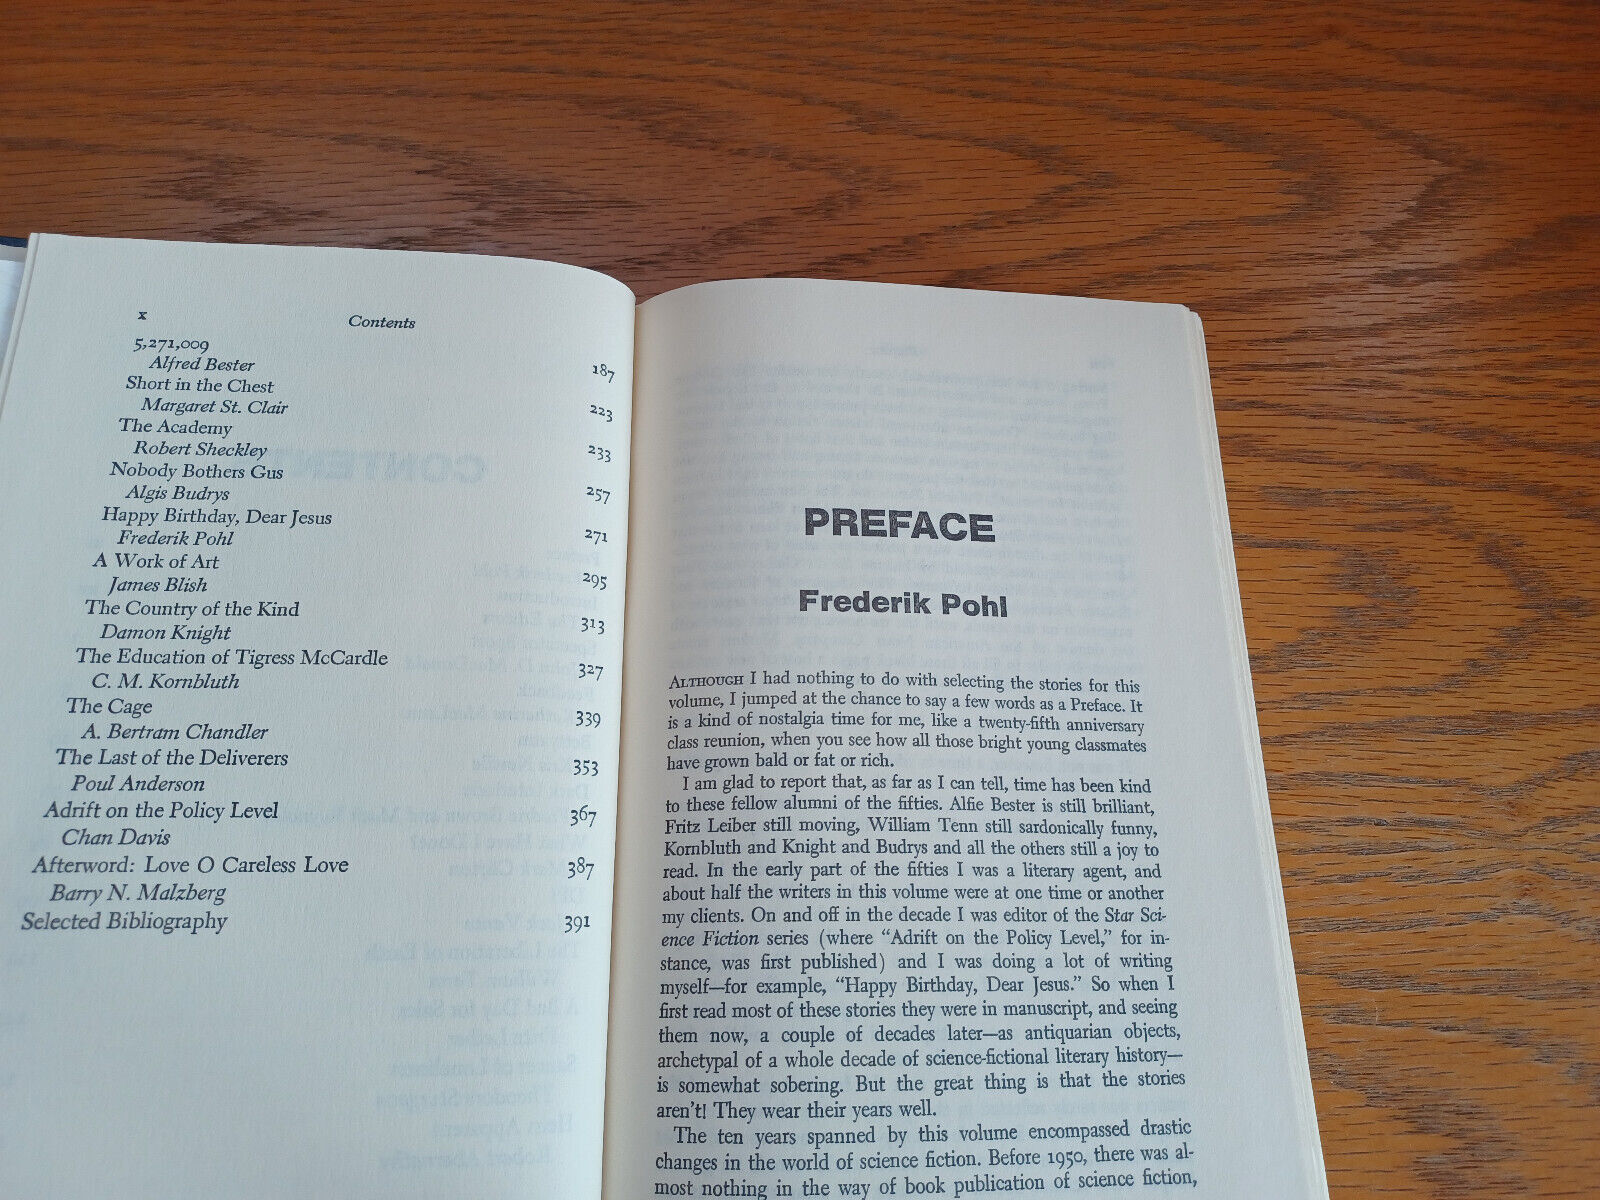 x Contents
5,271,009
Alfred Bester 187
Short in the Chest
Margaret St. Clair 223
The Academy
Robert Sheckley 233
Nobody Bothers Gus
Algis Budrys 257
Happy Birthday, Dear Jesus
Frederik Pohl 271
A Work of Art
James Blish 295
The Country of the Kind
Damon Knight 313
The Education of Tigress McCardle
C. M. Kornbluth 327
The Cage
A. Bertram Chandler 339
The Last of the Deliverers
Poul Anderson 353
Adrift on the Policy Level
Chan Davis 367
Afterword: Love O Careless Love
Barry N. Malzberg 387
Selected Bibliography 391
PREFACE
Frederik Pohl
ALTHOUGH I had nothing to do with selecting the stories for this
volume, I jumped at the chance to say a few words as a Preface. It
is a kind of nostalgia time for me, like a twenty-fifth anniversary
class reunion, when you see how all those bright young classmates
have grown bald or fat or rich.
I am glad to report that, as far as I can tell, time has been kind
to these fellow alumni of the fifties. Alfie Bester is still brilliant,
Fritz Leiber still moving, William Tenn still sardonically funny,
Kornbluth and Knight and Budrys and all the others still a joy to
read. In the early part of the fifties I was a literary agent, and
about half the writers in this volume were at one time or another
my clients. On and off in the decade I was editor of the Star Sci-
ence Fiction series (where “Adrift on the Policy Level,” for in-
stance, was first published) and I was doing a lot of writing
myself—for example, “Happy Birthday, Dear Jesus.” So when I
first read most of these stories they were in manuscript, and seeing
them now, a couple of decades later—as antiquarian objects,
archetypal of a whole decade of science-fictional literary history—
is somewhat sobering. But the great thing is that the stories
aren't! They wear their years well.
The ten years spanned by this volume encompassed drastic
changes in the world of science fiction. Before 1950, there was al-
most nothing in the way of book publication of science fiction,